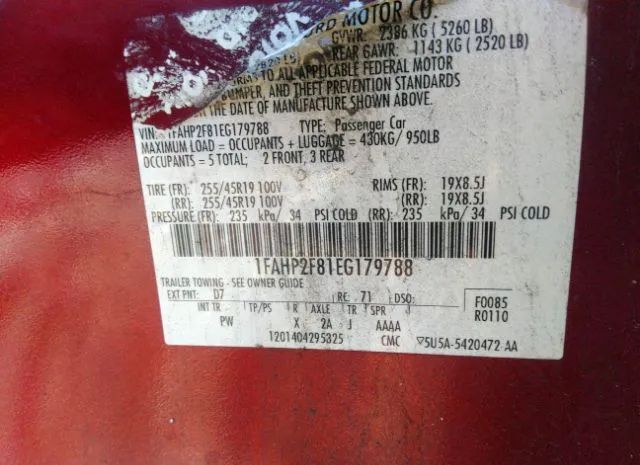 FORD MOTOR CO.
GVWR: 2386 KG ( 5260 LB)
REAR GAWR: 1143 KG ( 2520 LB)
TO ALL APPLICABLE FEDERAL MOTOR
BUMPER, AND THEFT PREVENTION STANDARDS
MANUFACTURE SHOWN ABOVE.
VIN: 1FAHP2F81EG179788 TYPE: Passenger Car
MAXIMUM LOAD = OCCUPANTS + LUGGAGE = 430KG/ 950LB
OCCUPANTS = 5 TOTAL; 2 FRONT, 3 REAR
TIRE (FR): 255/45R19 100V RIMS (FR): 19X8.5J
(RR): 255/45R19 100V (RR): 19X8.5J
PRESSURE (FR): 235 kPa/ 34 PSI COLD (RR): 235 kPa/ 34 PSI COLD
1FAHP2F81EG179788
TRAILER TOWING - SEE OWNER GUIDE
EXT PNT: D7 RC: 71 DSO: F0085
INT TR TP/PS R AXLE TR SPR R0110
PW X 2A J AAAA
1201404295325 CMC 5U5A-5420472 AA